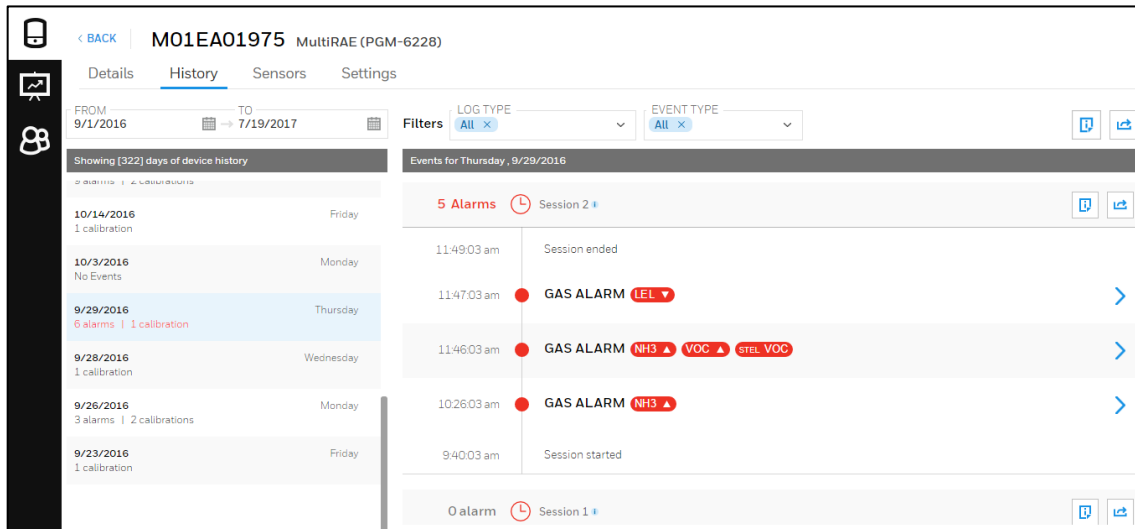 < BACK M01EA01975 MultiRAE (PGM-6228)
Details History Sensors Settings
FROM
9/1/2016
TO
7/19/2017
Filters
LOG TYPE
All ×
EVENT TYPE
All ×
Showing [322] days of device history
9 alarms | 2 calibrations
10/14/2016 Friday
1 calibration
10/3/2016 Monday
No Events
9/29/2016 Thursday
6 alarms | 1 calibration
9/28/2016 Wednesday
1 calibration
9/26/2016 Monday
3 alarms | 2 calibrations
9/23/2016 Friday
1 calibration
Events for Thursday , 9/29/2016
5 Alarms Session 2
11:49:03 am Session ended
11:47:03 am GAS ALARM LEL ▼
11:46:03 am GAS ALARM NH3 ▲ VOC ▲ STEL VOC
10:26:03 am GAS ALARM NH3 ▲
9:40:03 am Session started
0 alarm Session 1